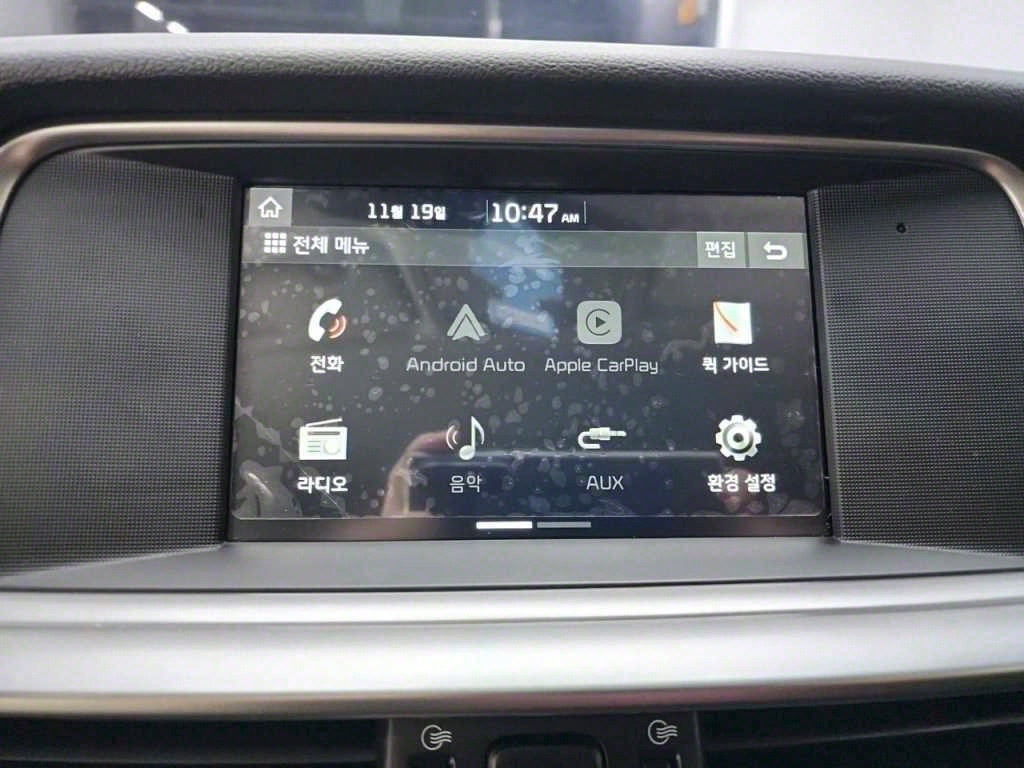 11월 19일 10:47 AM
전체 메뉴 편집
전화 Android Auto Apple CarPlay 퀵 가이드
라디오 음악 AUX 환경 설정